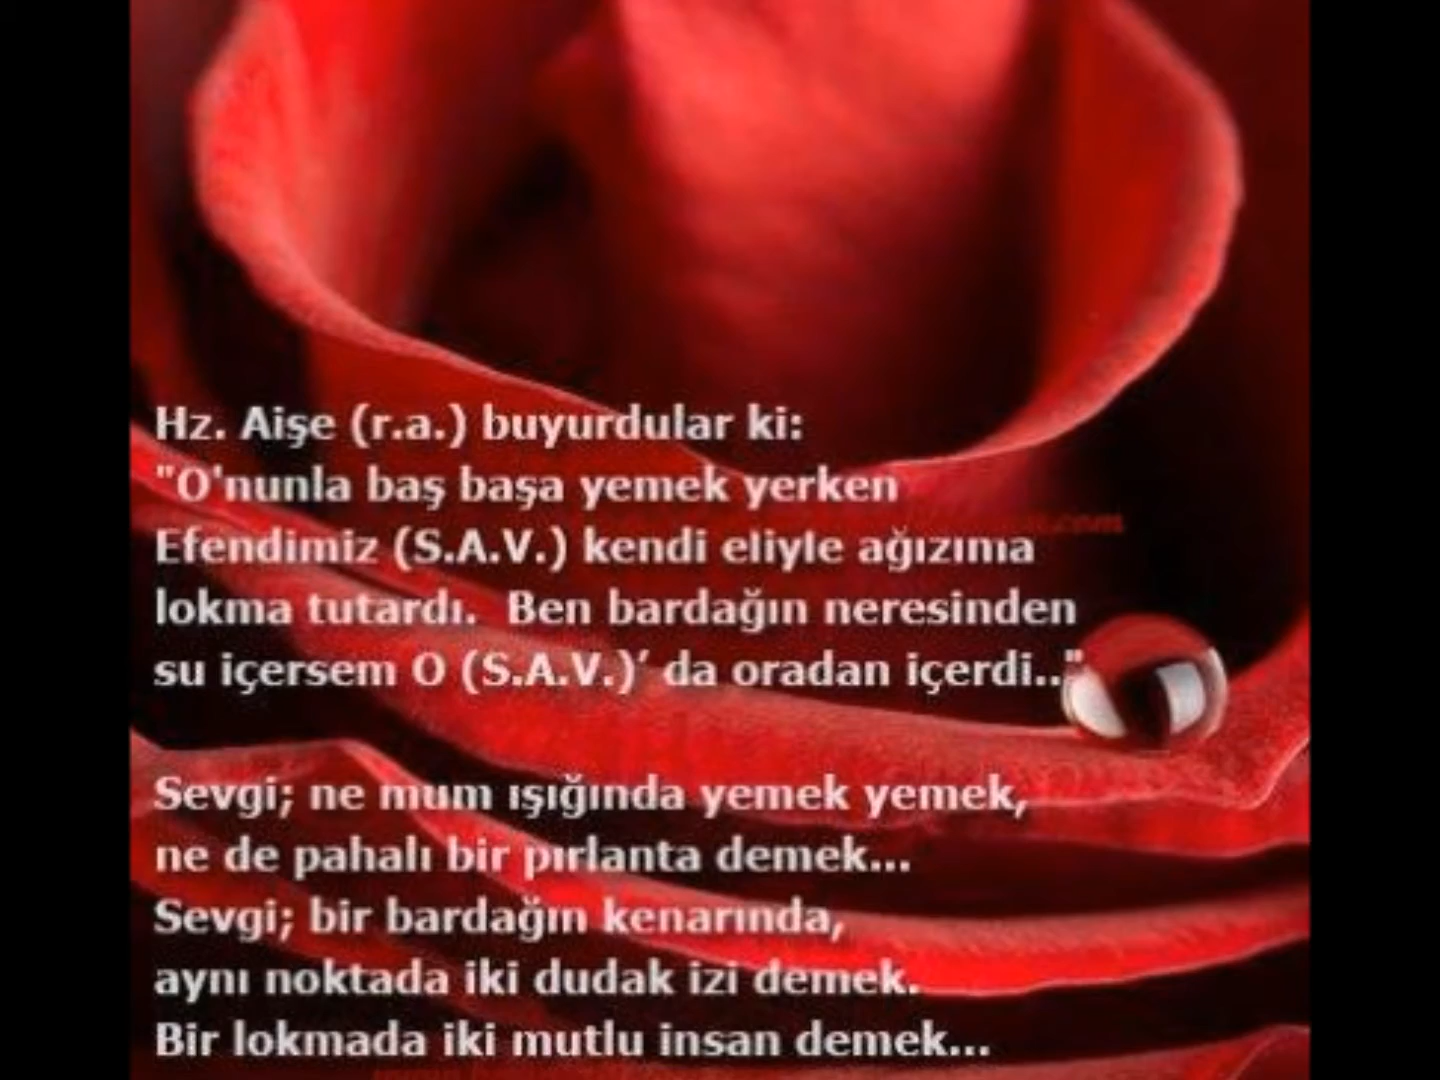 Hz. Aişe (r.a.) buyurdular ki:
"O'nunla baş başa yemek yerken
Efendimiz (S.A.V.) kendi eliyle ağızıma
lokma tutardı. Ben bardağın neresinden
su içersem O (S.A.V.)’ da oradan içerdi.."
Sevgi; ne mum ışığında yemek yemek,
ne de pahalı bir pırlanta demek...
Sevgi; bir bardağın kenarında,
aynı noktada iki dudak izi demek.
Bir lokmada iki mutlu insan demek...